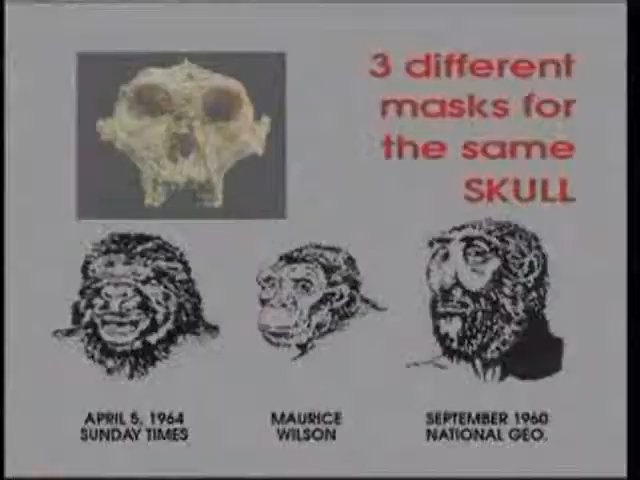 3 different
masks for
the same
SKULL
APRIL 5, 1964
SUNDAY TIMES
MAURICE
WILSON
SEPTEMBER 1960
NATIONAL GEO.